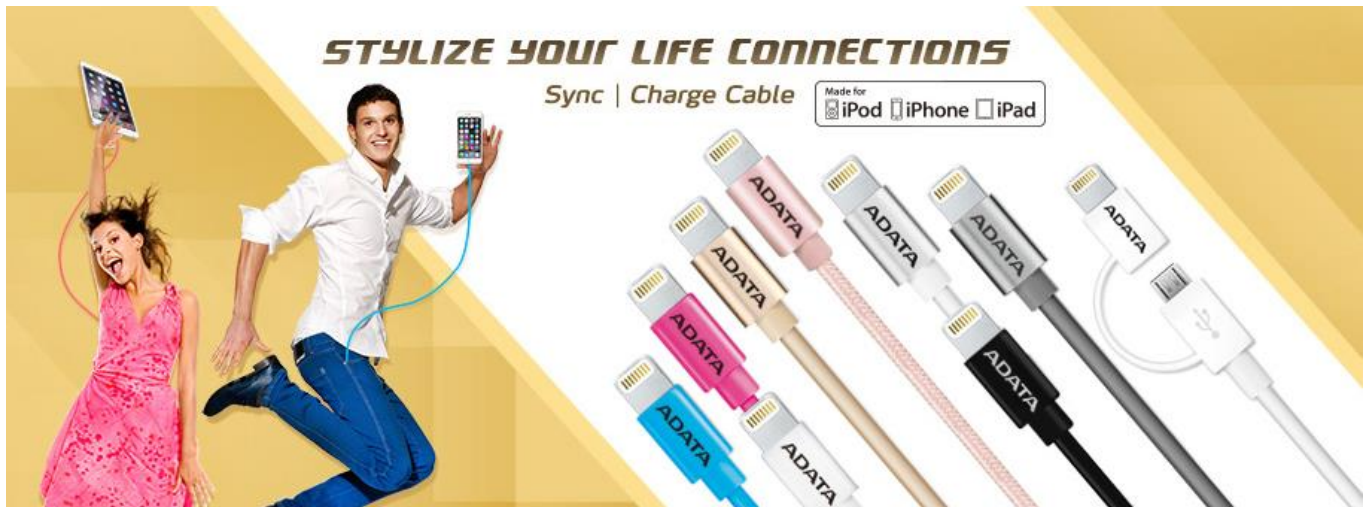 STYLIZE YOUR LIFE CONNECTIONS
Sync | Charge Cable
Made for
iPod iPhone iPad
ADATA
ADATA
ADATA
ADATA
ADATA
ADATA
ADATA
ADATA
ADATA